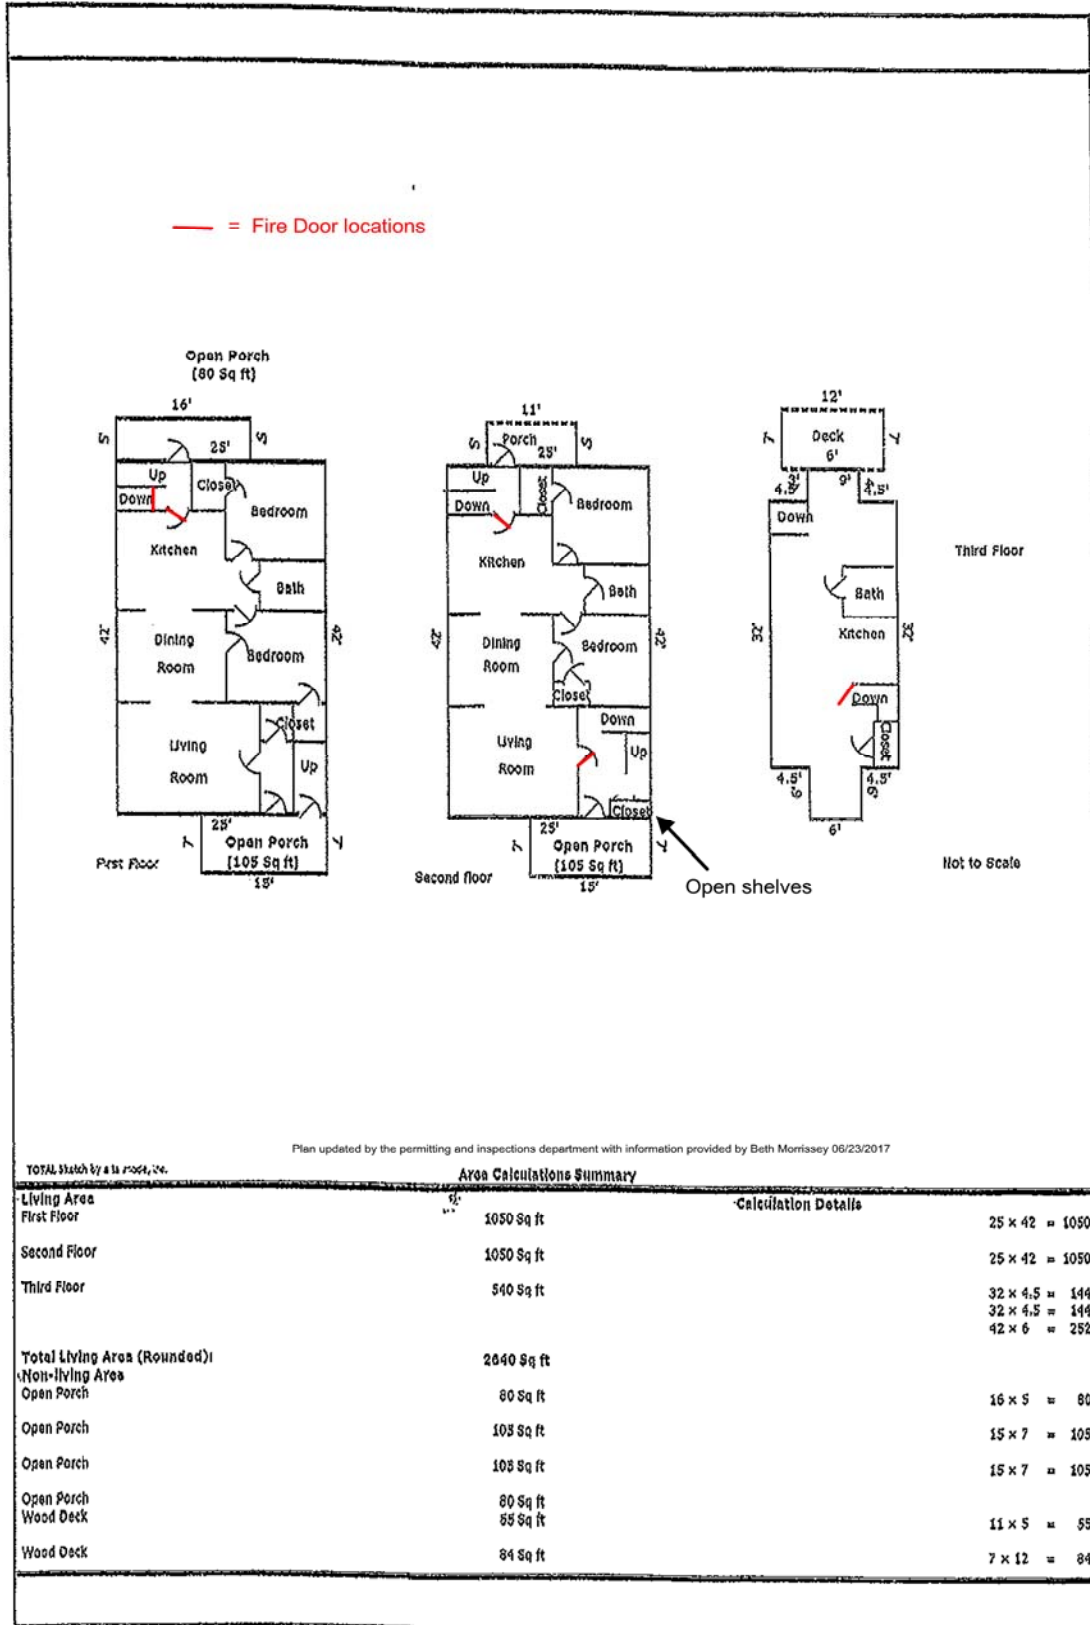 = Fire Door locations
Open Porch
(80 Sq ft)
16'
5
5
25'
Up
Closet
Down
Bedroom
Kitchen
Bath
42'
42'
Dining
Room
Bedroom
Closet
Living
Room
Up
25'
7
7
Open Porch
(105 Sq ft)
15'
First Floor
11'
5
Porch
5
25'
Up
Closet
Down
Bedroom
Kitchen
Bath
42'
42'
Dining
Room
Bedroom
Closet
Down
Living
Room
Up
Closet
25'
7
7
Open Porch
(105 Sq ft)
15'
Second floor
Open shelves
12'
7
Deck
7
6'
2'
9'
4.5'
4.5'
Down
Third Floor
Bath
32'
32'
Kitchen
Down
Closet
4.5'
4.5'
6'
Not to Scale
Plan updated by the permitting and inspections department with information provided by Beth Morrissey 06/23/2017
TOTAL Sketch by a la mode, inc.
Area Calculations Summary
Living Area
Calculation Details
First Floor 1050 Sq ft 25 x 42 = 1050
Second Floor 1050 Sq ft 25 x 42 = 1050
Third Floor 540 Sq ft 32 x 4.5 = 144
32 x 4.5 = 144
42 x 6 = 252
Total Living Area (Rounded): 2640 Sq ft
Non-living Area
Open Porch 80 Sq ft 16 x 5 = 80
Open Porch 105 Sq ft 15 x 7 = 105
Open Porch 105 Sq ft 15 x 7 = 105
Open Porch 80 Sq ft
Wood Deck 55 Sq ft 11 x 5 = 55
Wood Deck 84 Sq ft 7 x 12 = 84